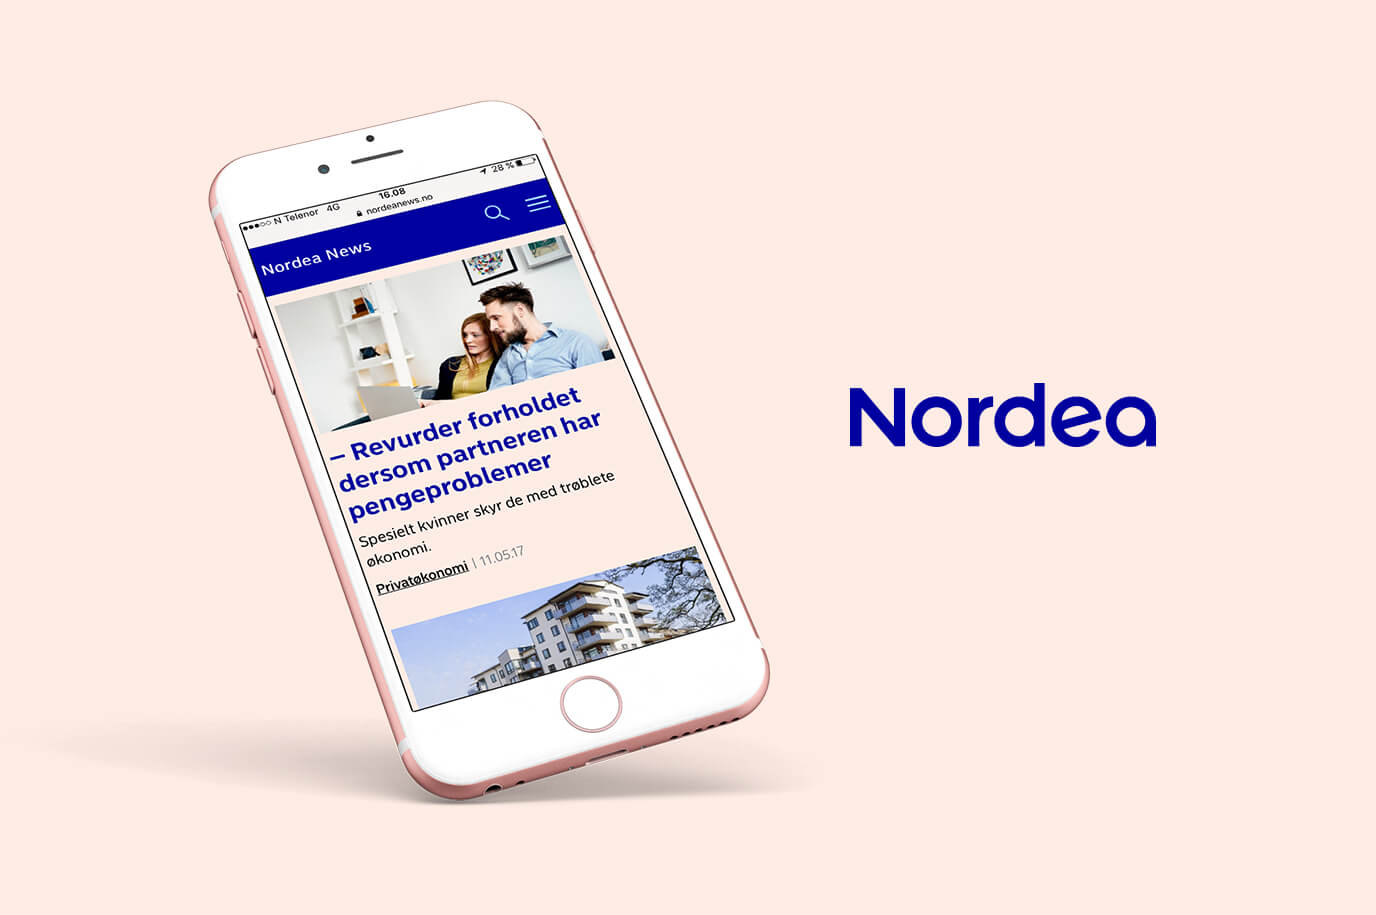 N Telenor 4G 16.08 28 %
nordeanews.no
Nordea News
– Revurder forholdet
dersom partneren har
pengeproblemer
Spesielt kvinner skyr de med trøblete
økonomi.
Privatøkonomi | 11.05.17
Nordea